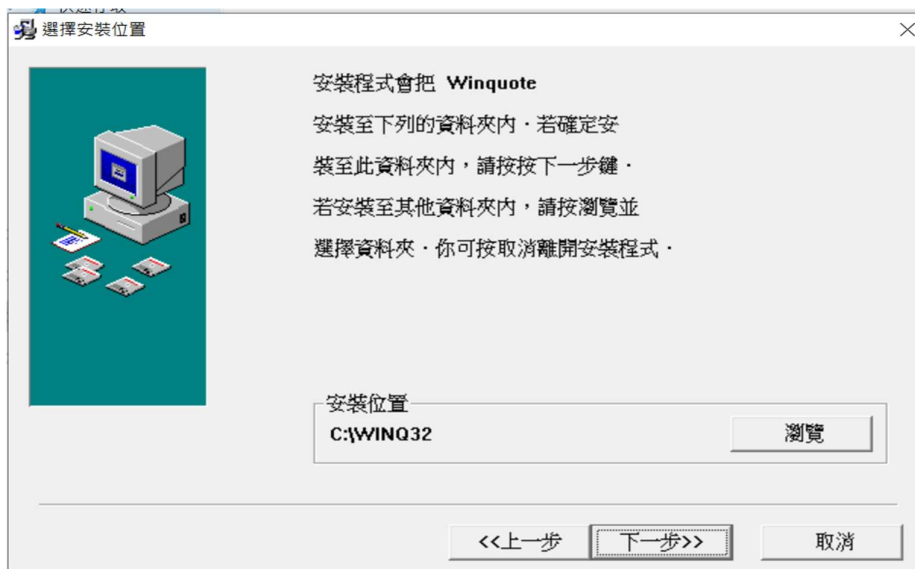 快速存取
選擇安裝位置
安裝程式會把 Winquote
安裝至下列的資料夾內．若確定安
裝至此資料夾內，請按按下一步鍵．
若安裝至其他資料夾內，請按瀏覽並
選擇資料夾．你可按取消離開安裝程式．
安裝位置
C:\WINQ32
瀏覽
<<上一步
下一步>>
取消